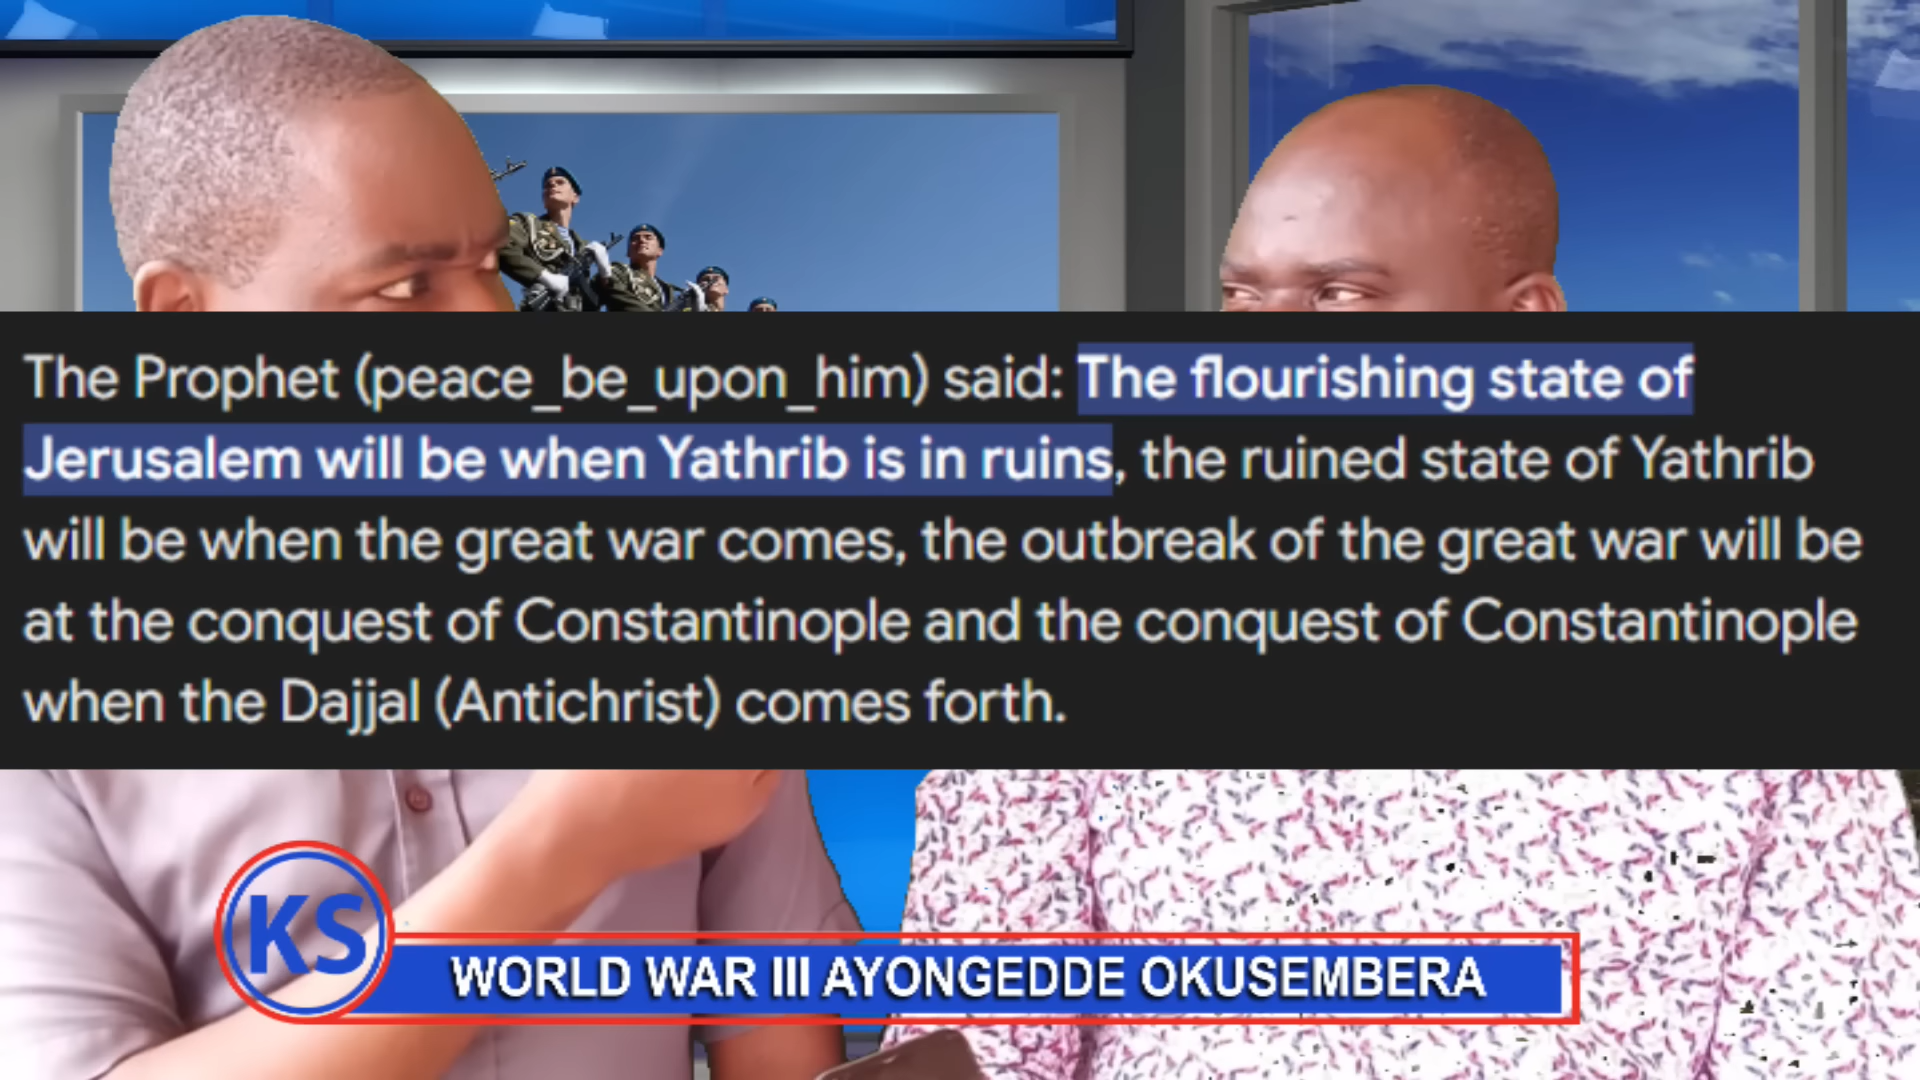 The Prophet (peace_be_upon_him) said: The flourishing state of
Jerusalem will be when Yathrib is in ruins, the ruined state of Yathrib
will be when the great war comes, the outbreak of the great war will be
at the conquest of Constantinople and the conquest of Constantinople
when the Dajjal (Antichrist) comes forth.
KS
WORLD WAR III AYONGEDDE OKUSEMBERA